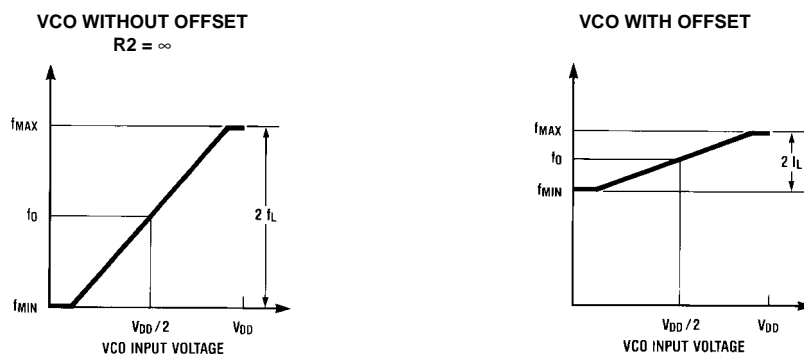 VCO WITHOUT OFFSET
R2 = ∞
fMAX
f0
fMIN
2 fL
VDD/2
VDD
VCO INPUT VOLTAGE
VCO WITH OFFSET
fMAX
f0
fMIN
2 fL
VDD/2
VDD
VCO INPUT VOLTAGE